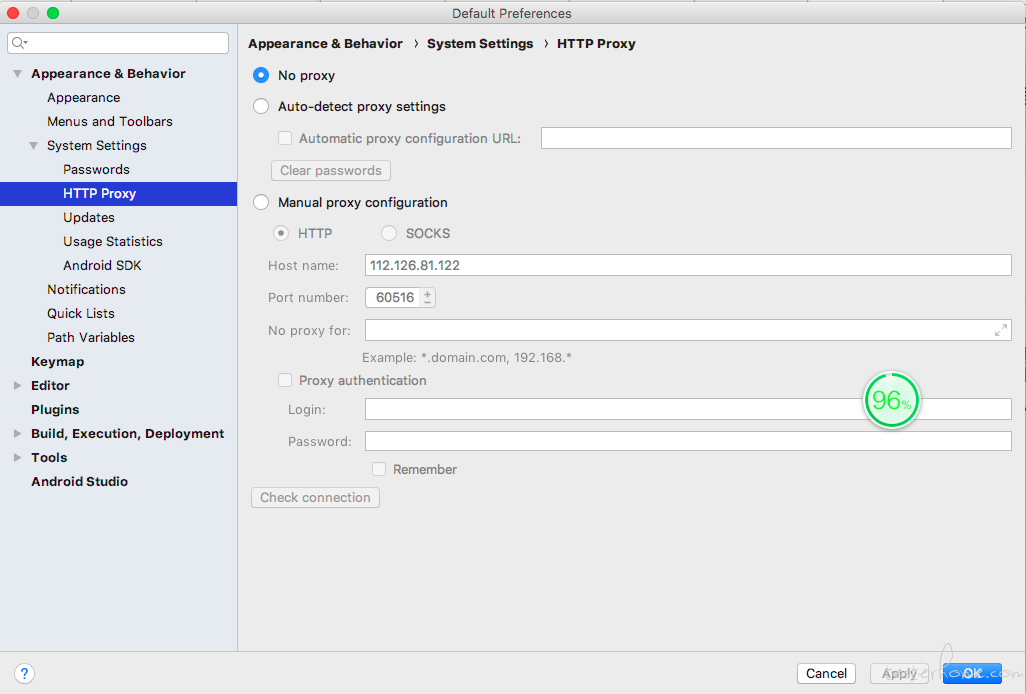 Default Preferences
Appearance & Behavior
Appearance
Menus and Toolbars
System Settings
Passwords
HTTP Proxy
Updates
Usage Statistics
Android SDK
Notifications
Quick Lists
Path Variables
Keymap
Editor
Plugins
Build, Execution, Deployment
Tools
Android Studio
Appearance & Behavior › System Settings › HTTP Proxy
No proxy
Auto-detect proxy settings
Automatic proxy configuration URL:
Clear passwords
Manual proxy configuration
HTTP SOCKS
Host name: 112.126.81.122
Port number: 60516
No proxy for:
Example: *.domain.com, 192.168.*
Proxy authentication
96%
Login:
Password:
Remember
Check connection
? Cancel Apply OK
testerhome.com